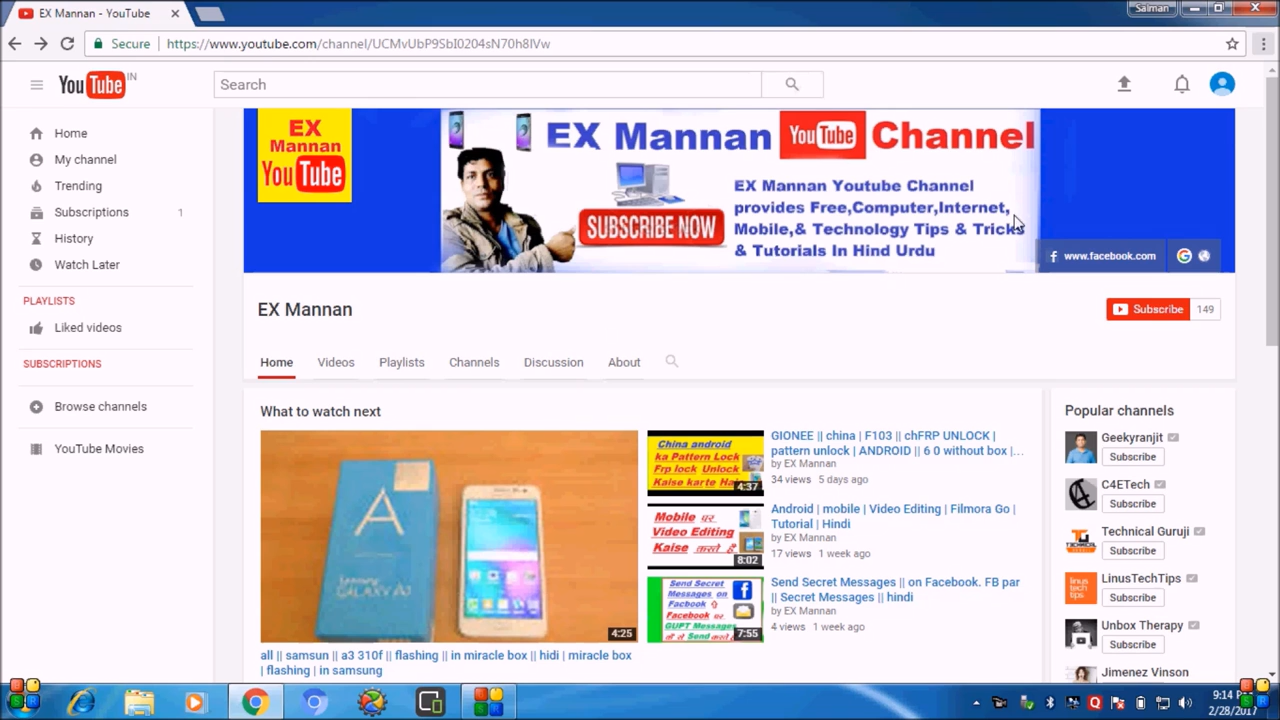 EX Mannan - YouTube
Salman
Secure
https://www.youtube.com/channel/UCMvUbP9SbI0204sN70h8IVw
YouTube IN
Search
Home
My channel
Trending
Subscriptions 1
History
Watch Later
PLAYLISTS
Liked videos
SUBSCRIPTIONS
Browse channels
YouTube Movies
EX
Mannan
YouTube
EX Mannan YouTube Channel
SUBSCRIBE NOW
EX Mannan Youtube Channel
provides Free,Computer,Internet,
Mobile,& Technology Tips & Tricks
& Tutorials In Hind Urdu
www.facebook.com
EX Mannan
Subscribe 149
Home Videos Playlists Channels Discussion About
What to watch next
4:25
all || samsun || a3 310f || flashing || in miracle box || hidi | miracle box
| flashing | in samsung
China android
ka Pattern Lock
Frp lock Unlock
Kaise karte Ha
4:37
GIONEE || china | F103 || chFRP UNLOCK |
pattern unlock | ANDROID || 6 0 without box |...
by EX Mannan
34 views 5 days ago
Mobile पर
Video Editing
Kaise करते है
8:02
Android | mobile | Video Editing | Filmora Go |
Tutorial | Hindi
by EX Mannan
17 views 1 week ago
Send Secret
Messages on
Facbook
Facebook पर
GUPT Messages
7:55
Send Secret Messages || on Facebook. FB par
|| Secret Messages || hindi
by EX Mannan
4 views 1 week ago
Popular channels
Geekyranjit
Subscribe
C4ETech
Subscribe
Technical Guruji
Subscribe
LinusTechTips
Subscribe
Unbox Therapy
Subscribe
Jimenez Vinson
9:14 P
2/28/2017